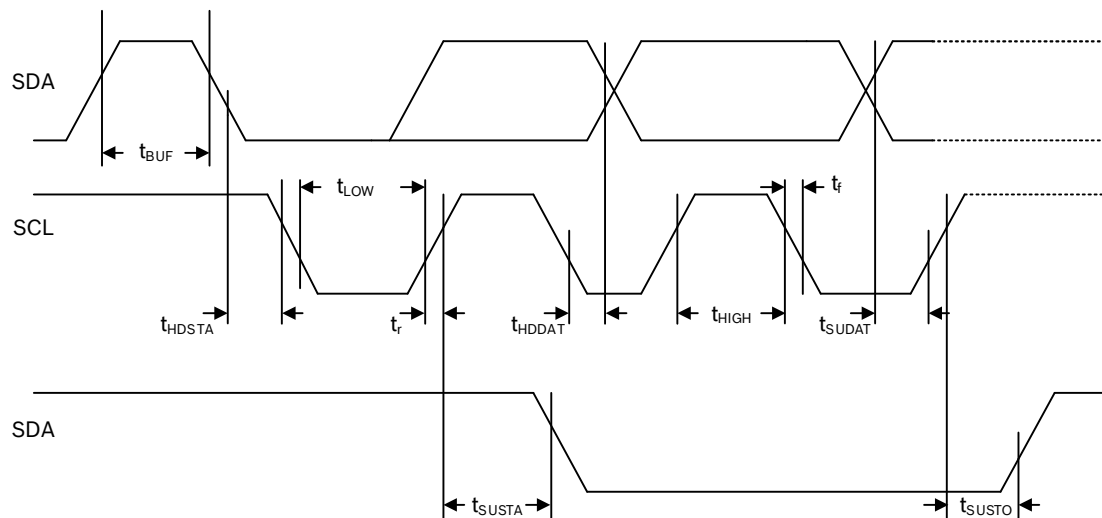 SDA
tBUF
tLOW
tf
SCL
tHDSTA
tr
tHDDAT
tHIGH
tSUDAT
SDA
tSUSTA
tSUSTO